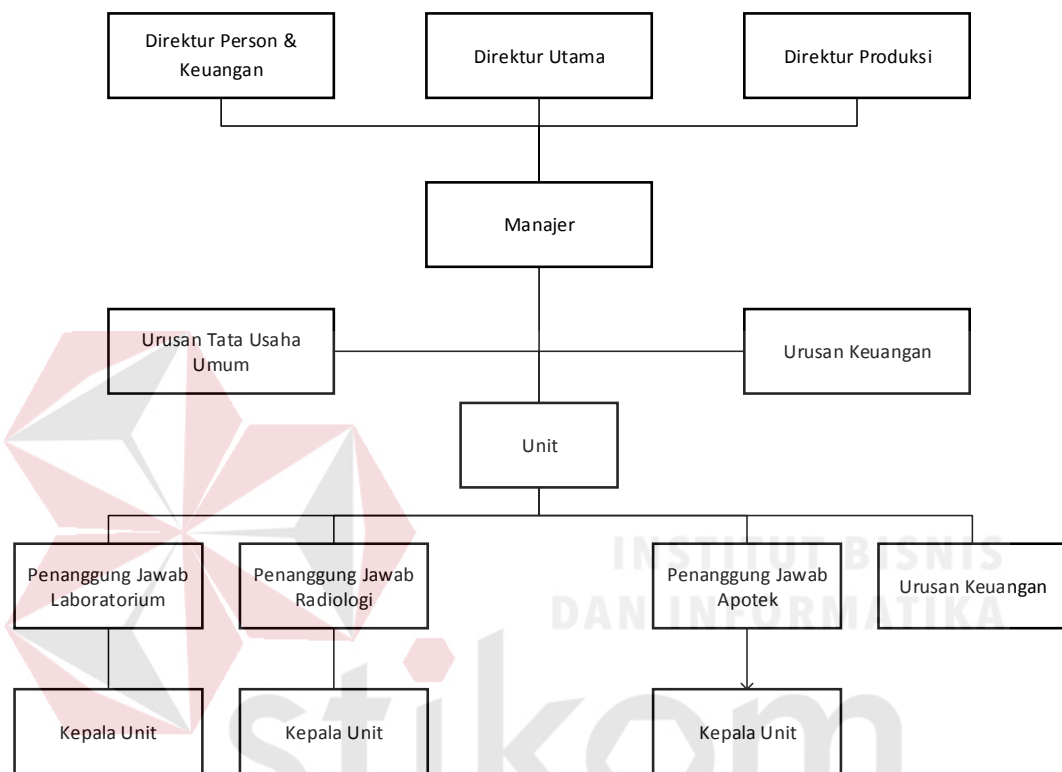 Direktur Person &
Keuangan
Direktur Utama
Direktur Produksi
Manajer
Urusan Tata Usaha
Umum
Urusan Keuangan
Unit
INSTITUT BISNIS
DAN INFORMATIKA
Penanggung Jawab
Laboratorium
Penanggung Jawab
Radiologi
Penanggung Jawab
Apotek
Urusan Keuangan
stikom
Kepala Unit
Kepala Unit
Kepala Unit